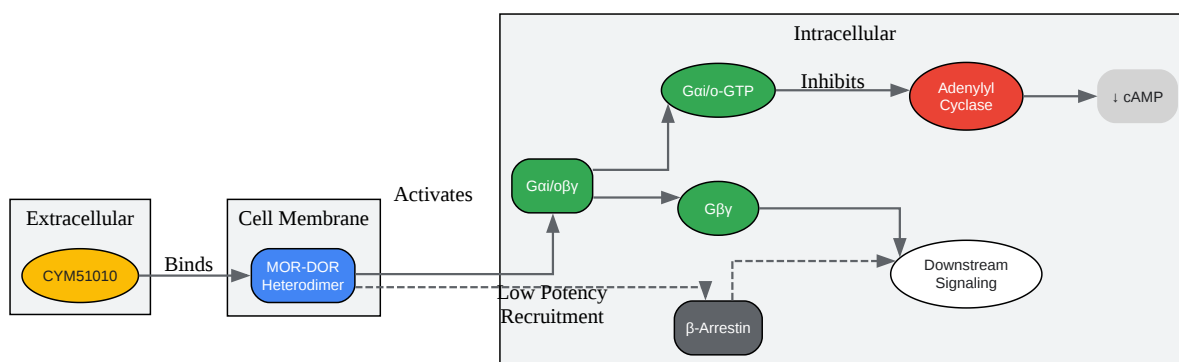 Intracellular
Gαi/o-GTP
Inhibits
Adenylyl
Cyclase
↓ cAMP
Gαi/oβγ
Activates
Gβγ
Extracellular
Cell Membrane
CYM51010
Binds
MOR-DOR
Heterodimer
Low Potency
Recruitment
β-Arrestin
Downstream
Signaling